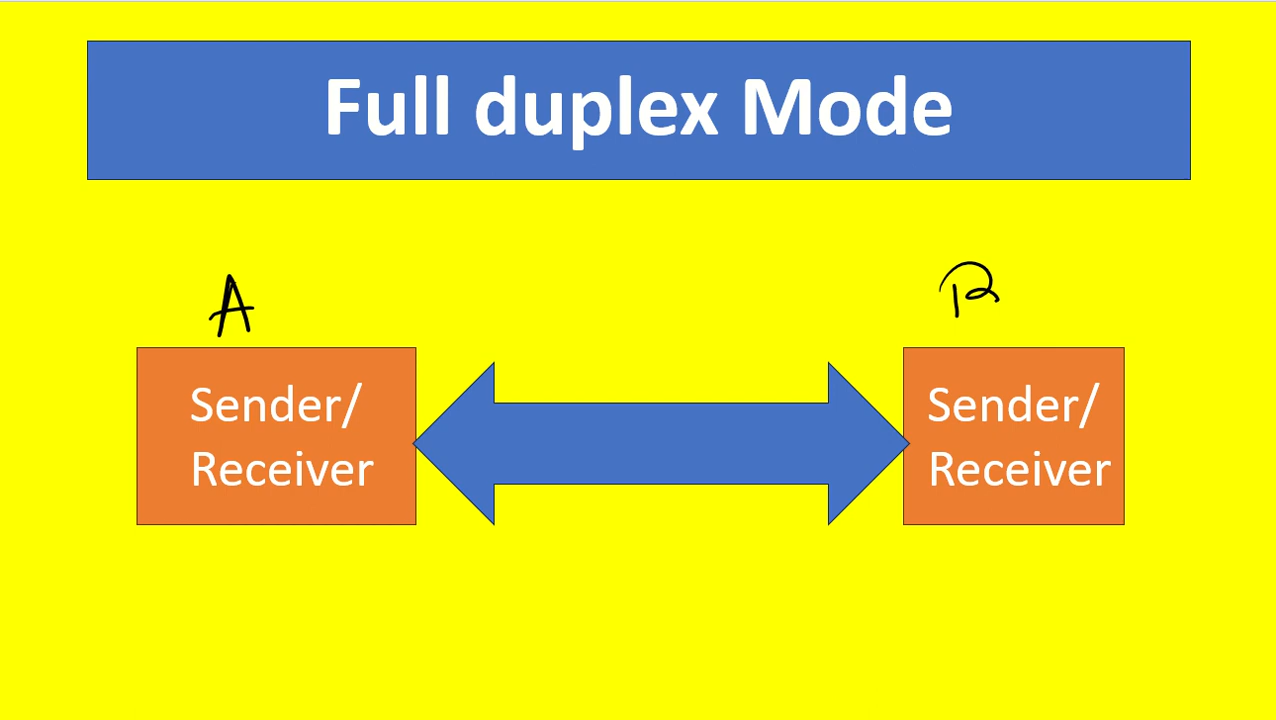 Full duplex Mode
A
B
Sender/
Receiver
Sender/
Receiver